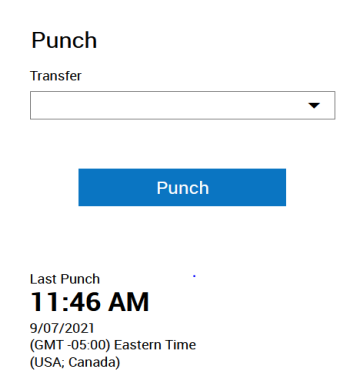 Punch
Transfer
Punch
Last Punch
11:46 AM
9/07/2021
(GMT -05:00) Eastern Time
(USA; Canada)